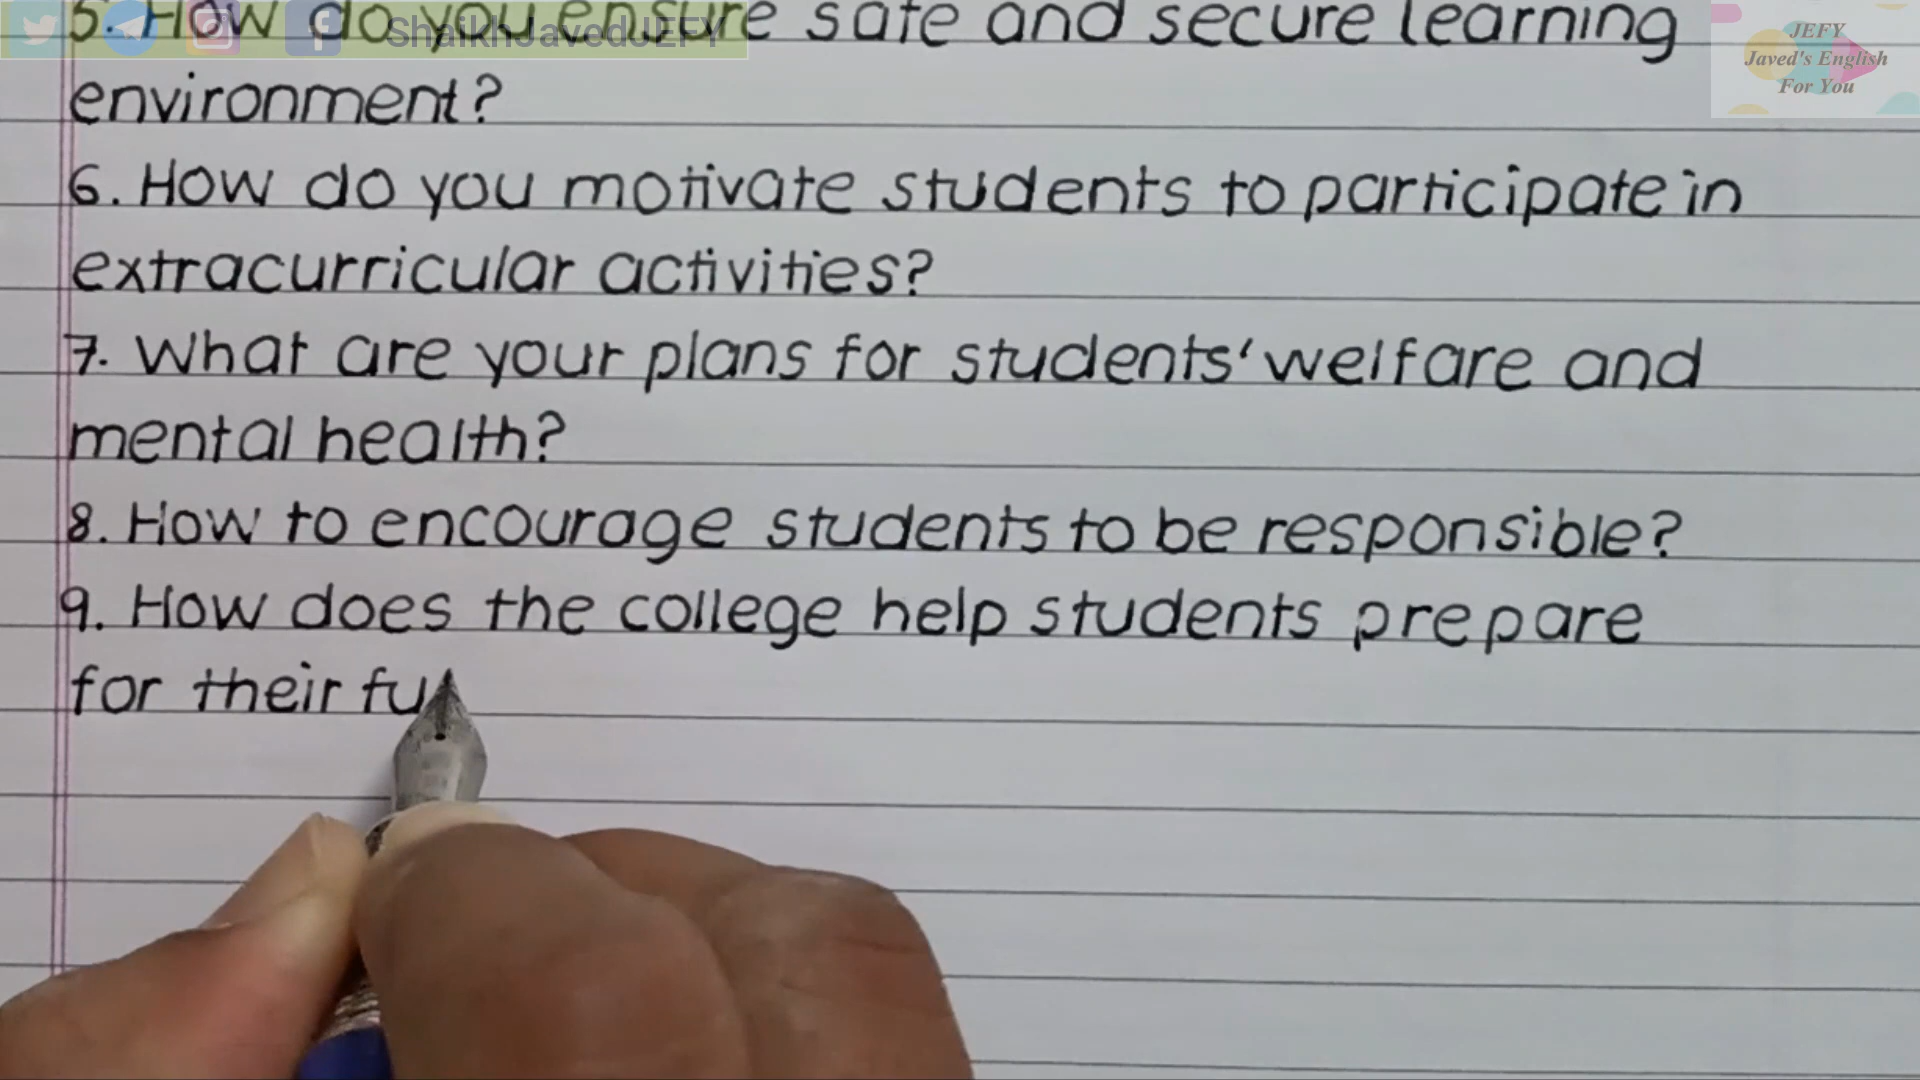 5. How do you ensure safe and secure learning
ShaikhJavedJEFY
JEFY
Javed's English
For You
environment?
6. How do you motivate students to participate in
extracurricular activities?
7. What are your plans for students' welfare and
mental health?
8. How to encourage students to be responsible?
9. How does the college help students prepare
for their fu